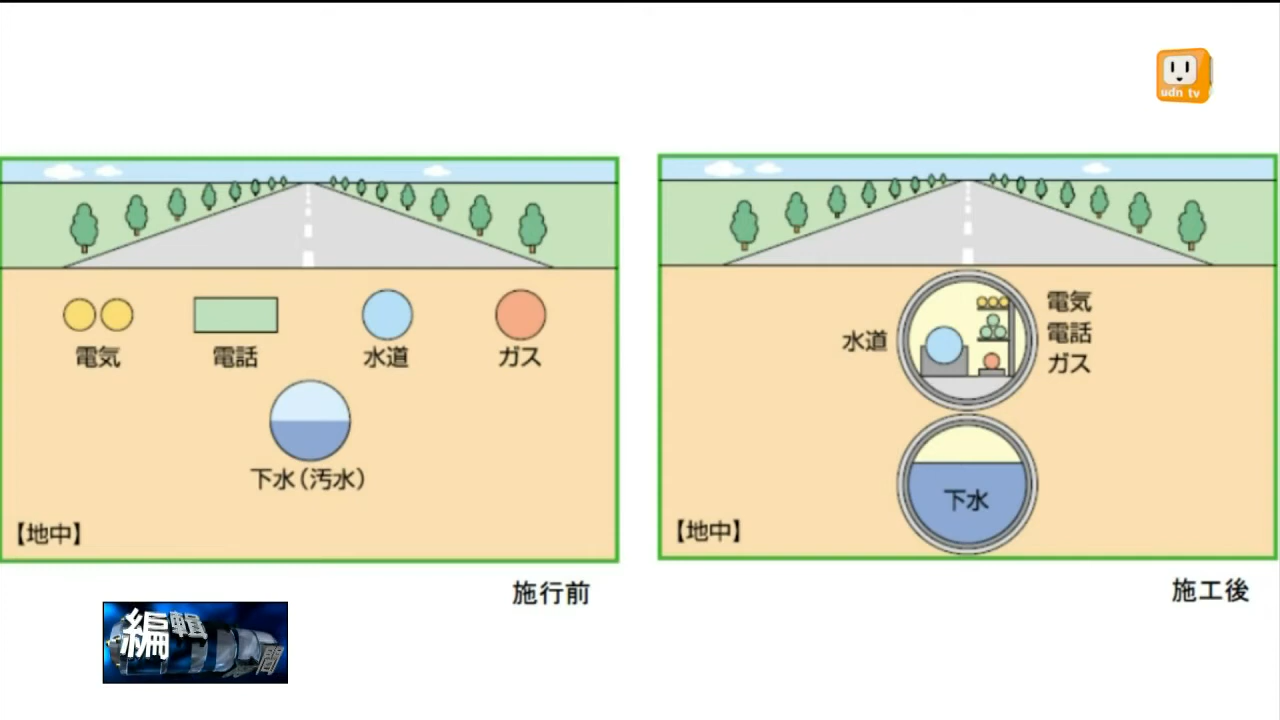 udn tv
電気
電話
水道
ガス
下水(汚水)
【地中】
施行前
水道
電気
電話
ガス
下水
【地中】
施工後
編輯
聞